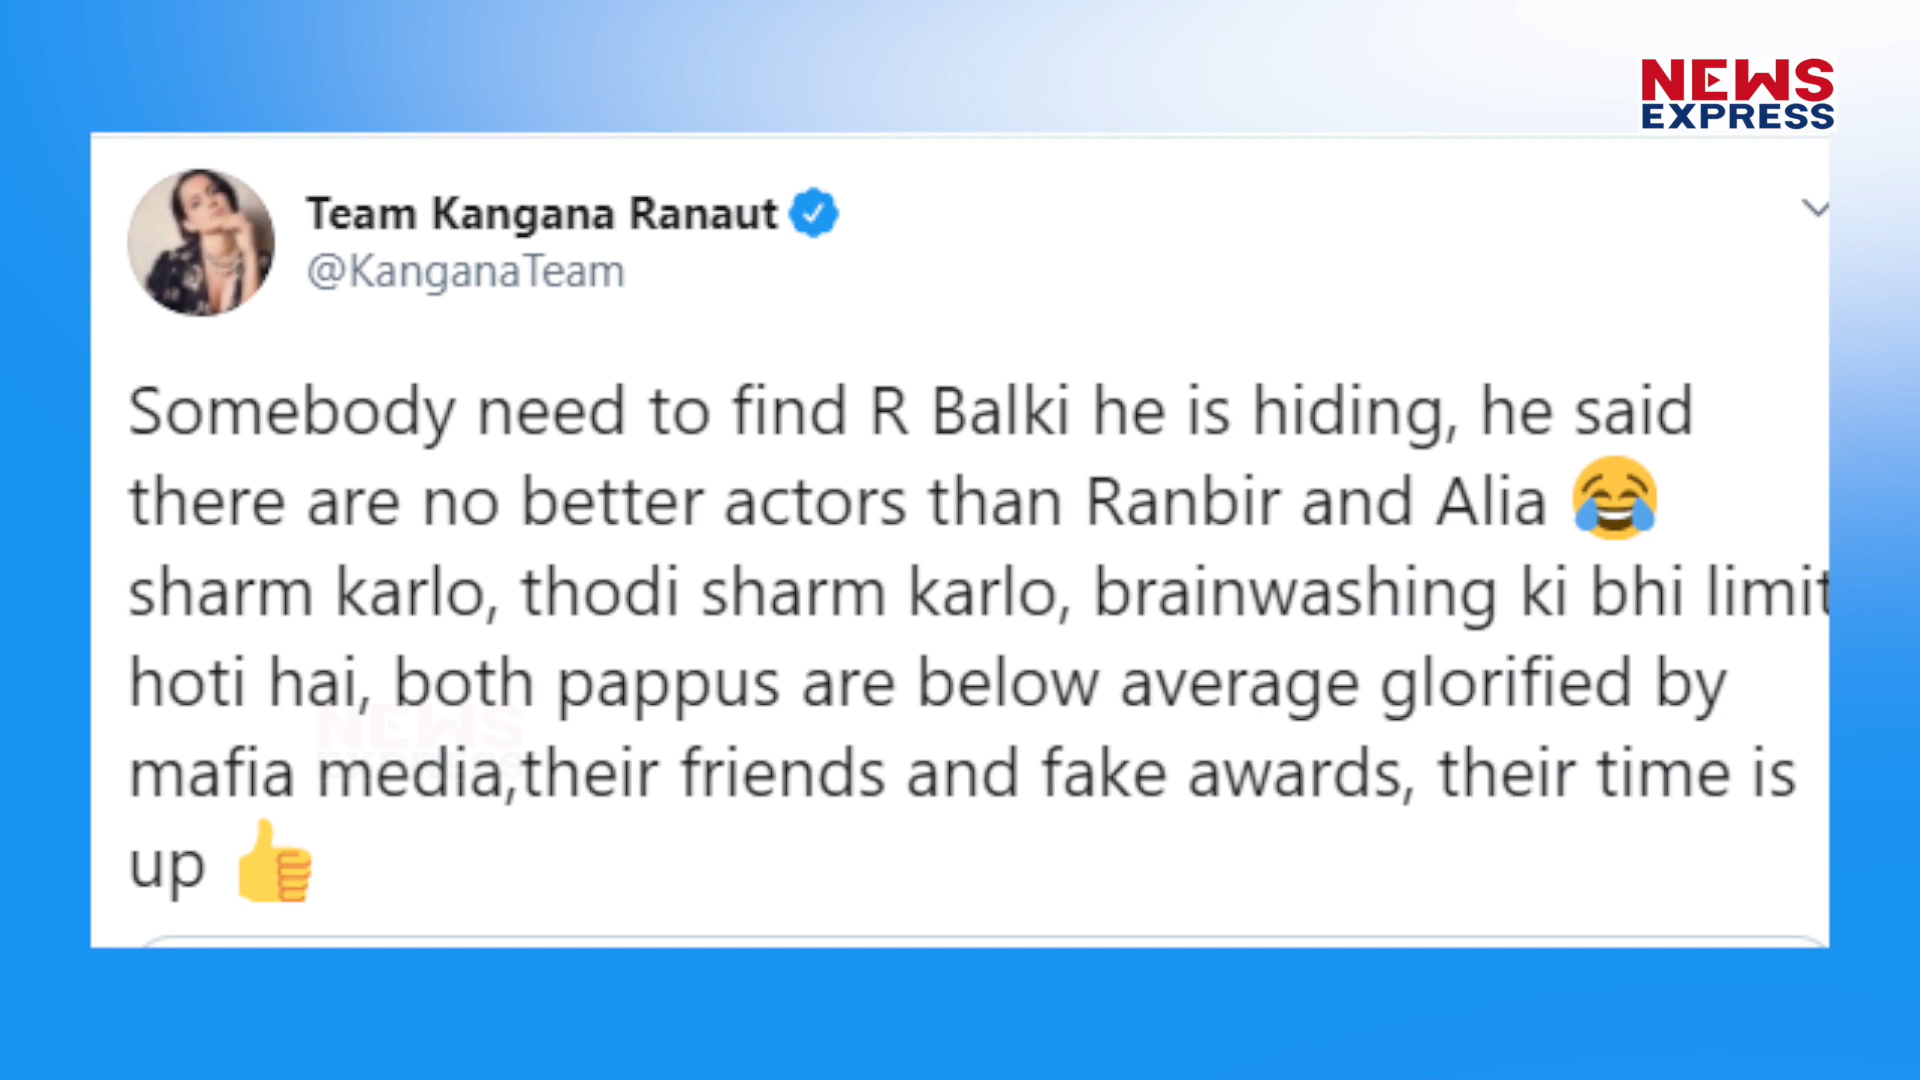 NEWS
EXPRESS
Team Kangana Ranaut
@KanganaTeam
Somebody need to find R Balki he is hiding, he said
there are no better actors than Ranbir and Alia 😂
sharm karlo, thodi sharm karlo, brainwashing ki bhi limit
hoti hai, both pappus are below average glorified by
mafia media,their friends and fake awards, their time is
up 👍
NEWS
EXPRESS